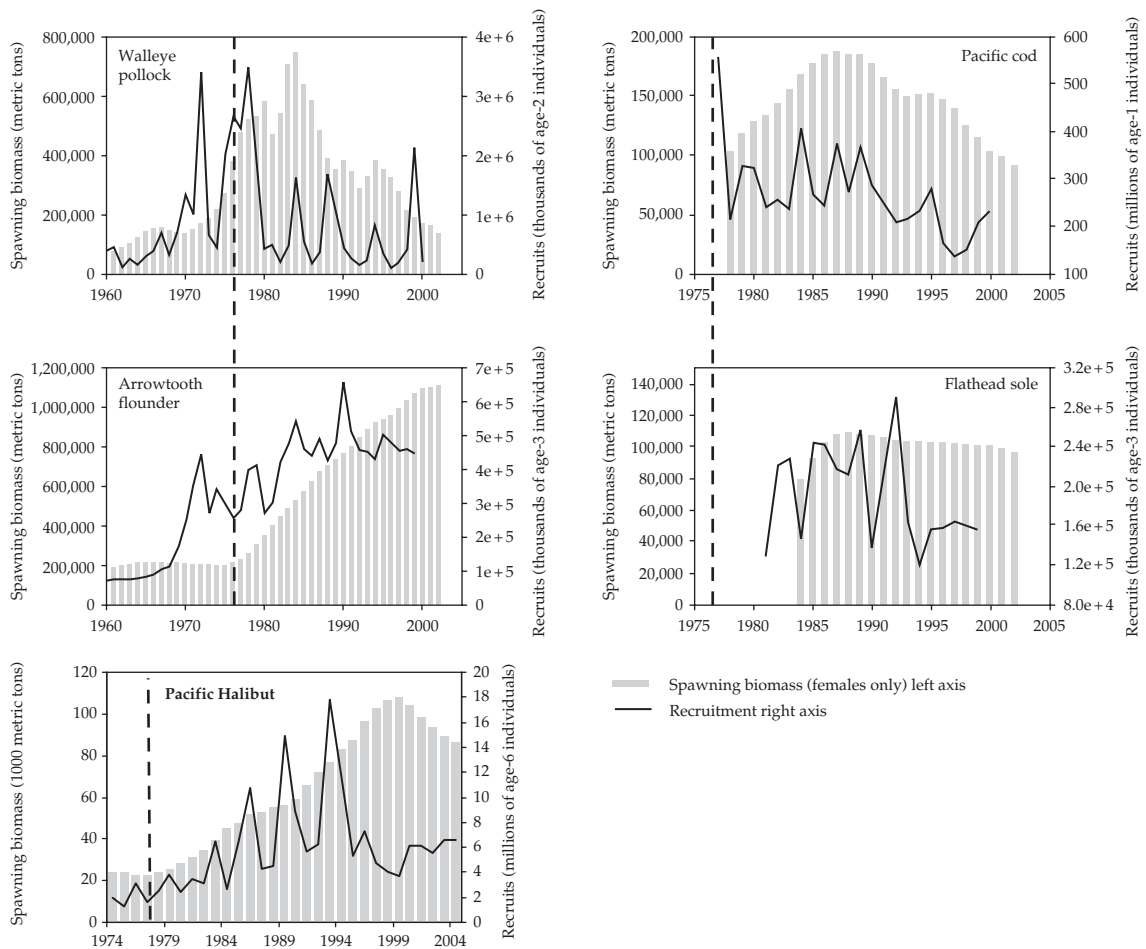 Spawning biomass (metric tons)
800,000
600,000
400,000
200,000
0
Walleye
pollock
4e+6
3e+6
2e+6
1e+6
0
Recruits (thousands of age-2 individuals)
1960 1970 1980 1990 2000
Spawning biomass (metric tons)
200,000
150,000
100,000
50,000
0
Pacific cod
600
500
400
300
200
100
Recruits (millions of age-1 individuals)
1975 1980 1985 1990 1995 2000 2005
Spawning biomass (metric tons)
1,200,000
1,000,000
800,000
600,000
400,000
200,000
0
Arrowtooth
flounder
7e+5
6e+5
5e+5
4e+5
3e+5
2e+5
1e+5
0
Recruits (thousands of age-3 individuals)
1960 1970 1980 1990 2000
Spawning biomass (metric tons)
140,000
120,000
100,000
80,000
60,000
40,000
20,000
0
Flathead sole
3.2e+5
2.8e+5
2.4e+5
2.0e+5
1.6e+5
1.2e+5
8.0e+4
Recruits (thousands of age-3 individuals)
1975 1980 1985 1990 1995 2000 2005
Spawning biomass (1000 metric tons)
120
100
80
60
40
20
0
Pacific Halibut
20
18
16
14
12
10
8
6
4
2
0
Recruits (millions of age-6 individuals)
1974 1979 1984 1989 1994 1999 2004
Spawning biomass (females only) left axis
Recruitment right axis